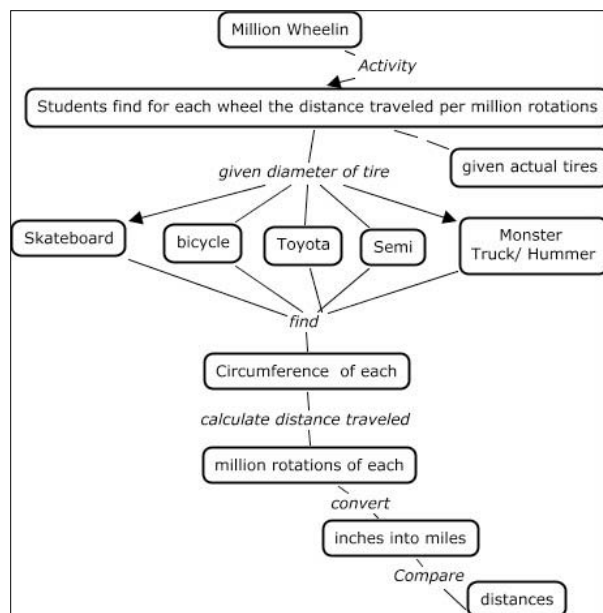 Million Wheelin
Activity
Students find for each wheel the distance traveled per million rotations
given diameter of tire
given actual tires
Skateboard
bicycle
Toyota
Semi
Monster
Truck/ Hummer
find
Circumference of each
calculate distance traveled
million rotations of each
convert
inches into miles
Compare
distances